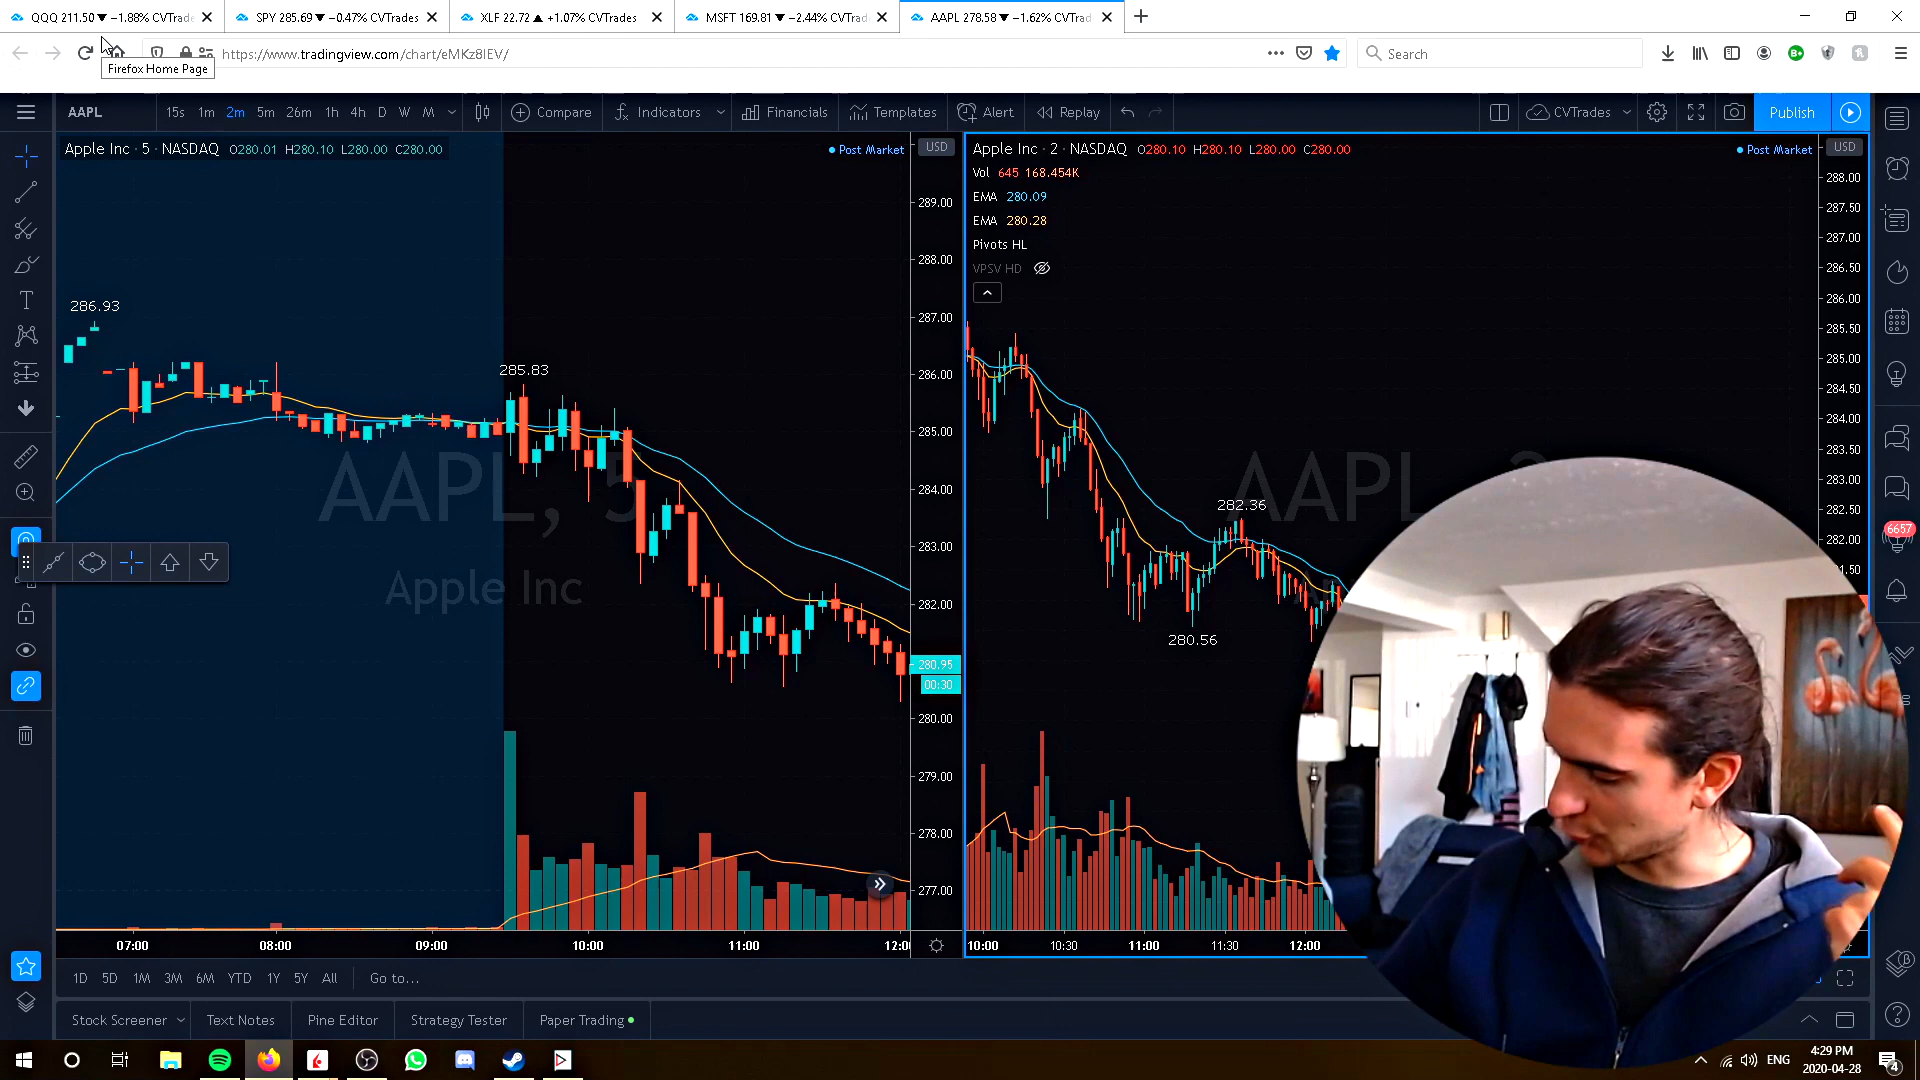 QQQ 211.50 ▼ −1.88% CVTrade
SPY 285.69 ▼ −0.47% CVTrades
XLF 22.72 ▲ +1.07% CVTrades
MSFT 169.81 ▼ −2.44% CVTrad
AAPL 278.58 ▼ −1.62% CVTrad
https://www.tradingview.com/chart/eMKz8IEV/
Search
Firefox Home Page
AAPL
15s 1m 2m 5m 26m 1h 4h D W M
Compare
Indicators
Financials
Templates
Alert
Replay
CVTrades
Publish
Apple Inc · 5 · NASDAQ O280.01 H280.10 L280.00 C280.00
Post Market
USD
289.00
288.00
287.00
286.00
285.00
284.00
283.00
282.00
280.95
00:30
280.00
279.00
278.00
277.00
286.93
285.83
AAPL, 5
Apple Inc
07:00 08:00 09:00 10:00 11:00 12:0
Apple Inc · 2 · NASDAQ O280.10 H280.10 L280.00 C280.00
Post Market
USD
Vol 645 168.454K
EMA 280.09
EMA 280.28
Pivots HL
VPSV HD
288.00
287.50
287.00
286.50
286.00
285.50
285.00
284.50
284.00
283.50
283.00
282.50
282.00
81.50
282.36
280.56
AAPL
10:00 10:30 11:00 11:30 12:00
6657
1D 5D 1M 3M 6M YTD 1Y 5Y All
Go to...
Stock Screener
Text Notes
Pine Editor
Strategy Tester
Paper Trading
ENG
4:29 PM
2020-04-28
4